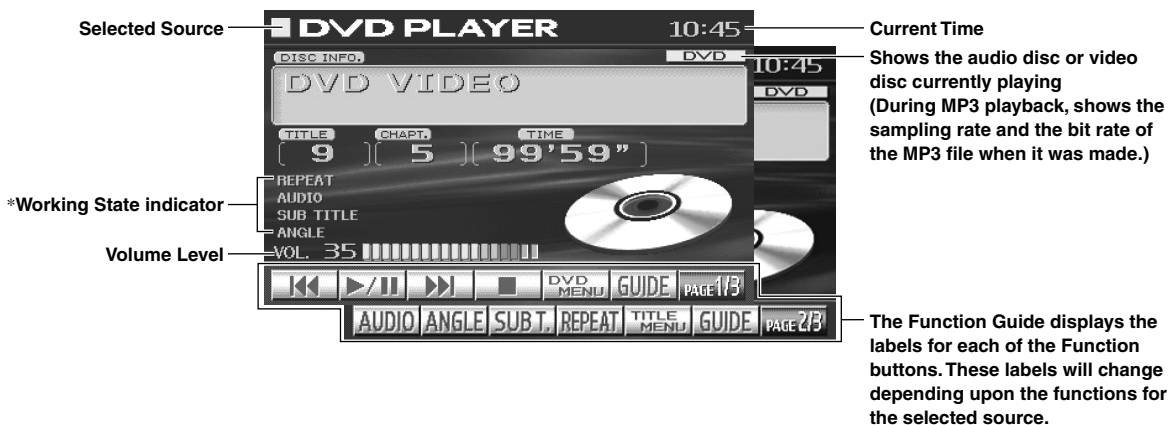 Selected Source
DVD PLAYER 10:45
Current Time
DISC INFO. DVD
DVD VIDEO
10:45
DVD
Shows the audio disc or video
disc currently playing
(During MP3 playback, shows the
sampling rate and the bit rate of
the MP3 file when it was made.)
TITLE CHAPT. TIME
9 5 99'59"
*Working State indicator
REPEAT
AUDIO
SUB TITLE
ANGLE
Volume Level
VOL. 35
DVD MENU GUIDE PAGE 1/3
AUDIO ANGLE SUB T. REPEAT TITLE MENU GUIDE PAGE 2/3
The Function Guide displays the
labels for each of the Function
buttons. These labels will change
depending upon the functions for
the selected source.